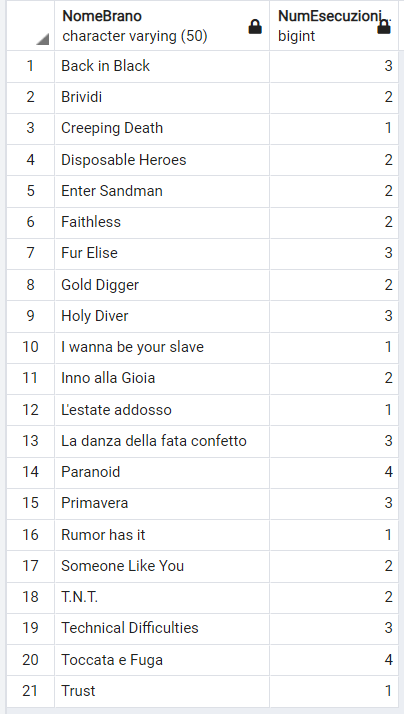 NomeBrano NumEsecuzioni..
character varying (50) bigint
1 Back in Black 3
2 Brividi 2
3 Creeping Death 1
4 Disposable Heroes 2
5 Enter Sandman 2
6 Faithless 2
7 Fur Elise 3
8 Gold Digger 2
9 Holy Diver 3
10 I wanna be your slave 1
11 Inno alla Gioia 2
12 L'estate addosso 1
13 La danza della fata confetto 3
14 Paranoid 4
15 Primavera 3
16 Rumor has it 1
17 Someone Like You 2
18 T.N.T. 2
19 Technical Difficulties 3
20 Toccata e Fuga 4
21 Trust 1